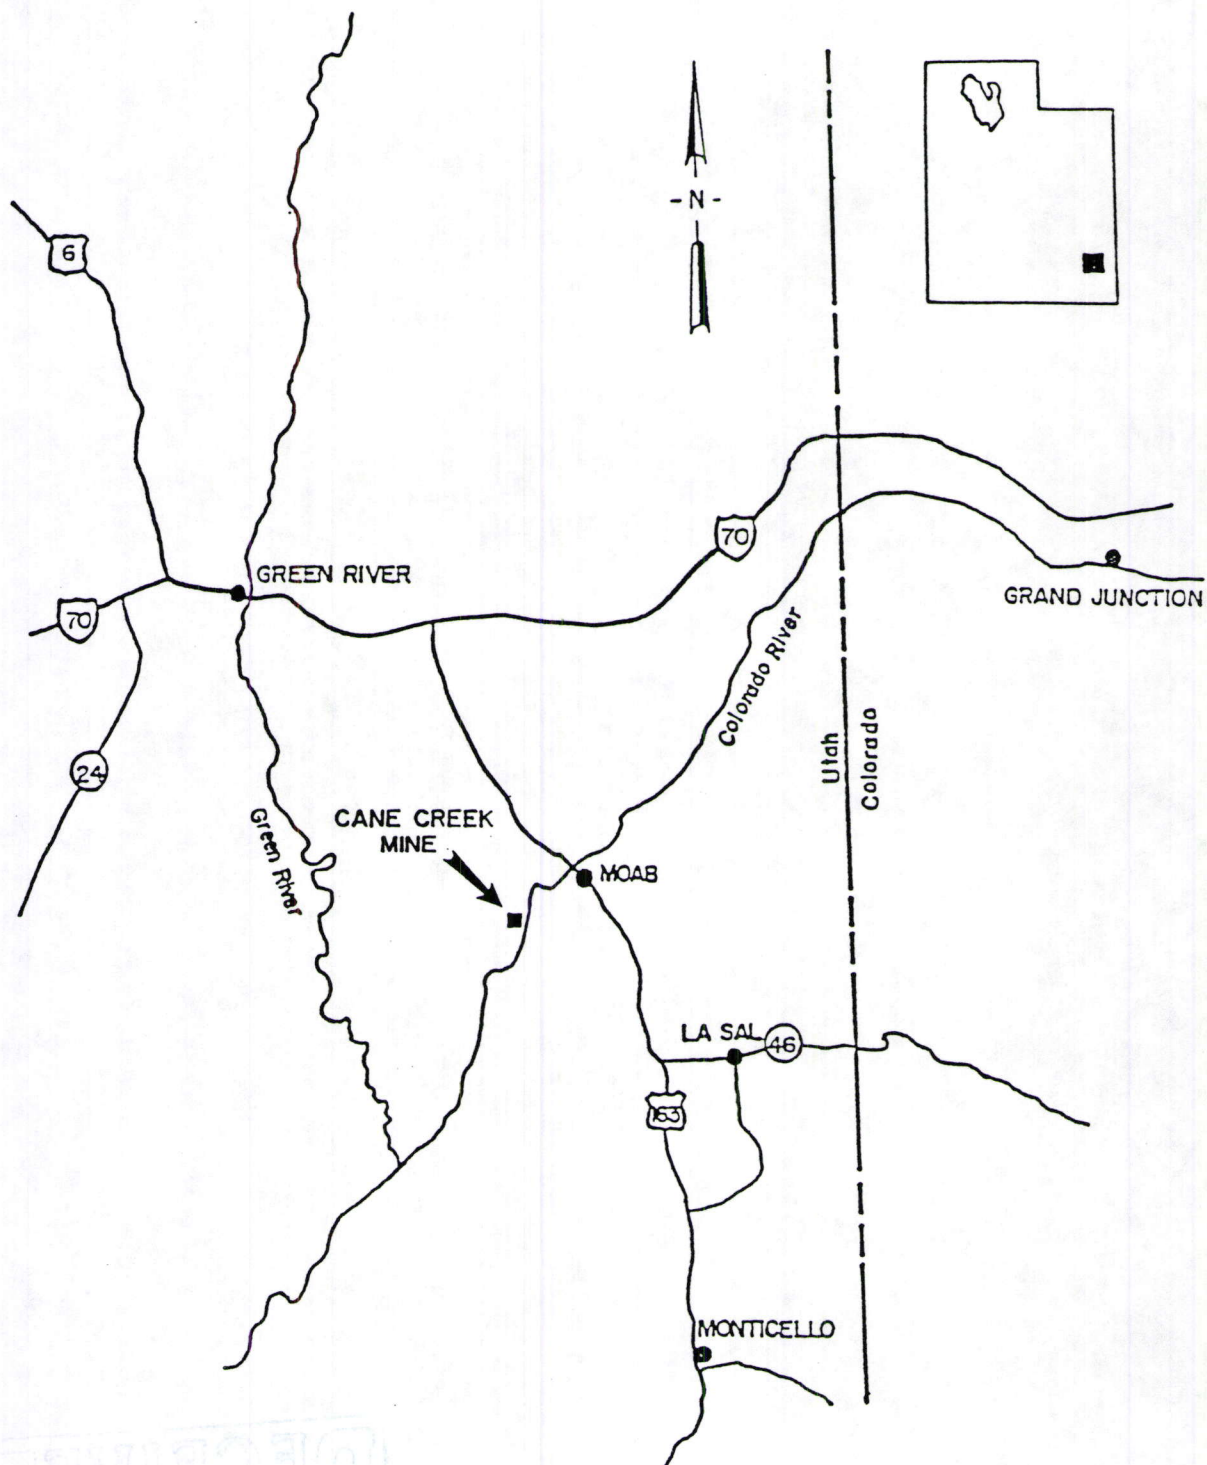 - N -
6
70
GREEN RIVER
GRAND JUNCTION
70
Colorado River
Utah
Colorado
24
CANE CREEK
MINE
Green River
MOAB
LA SAL
46
163
MONTICELLO